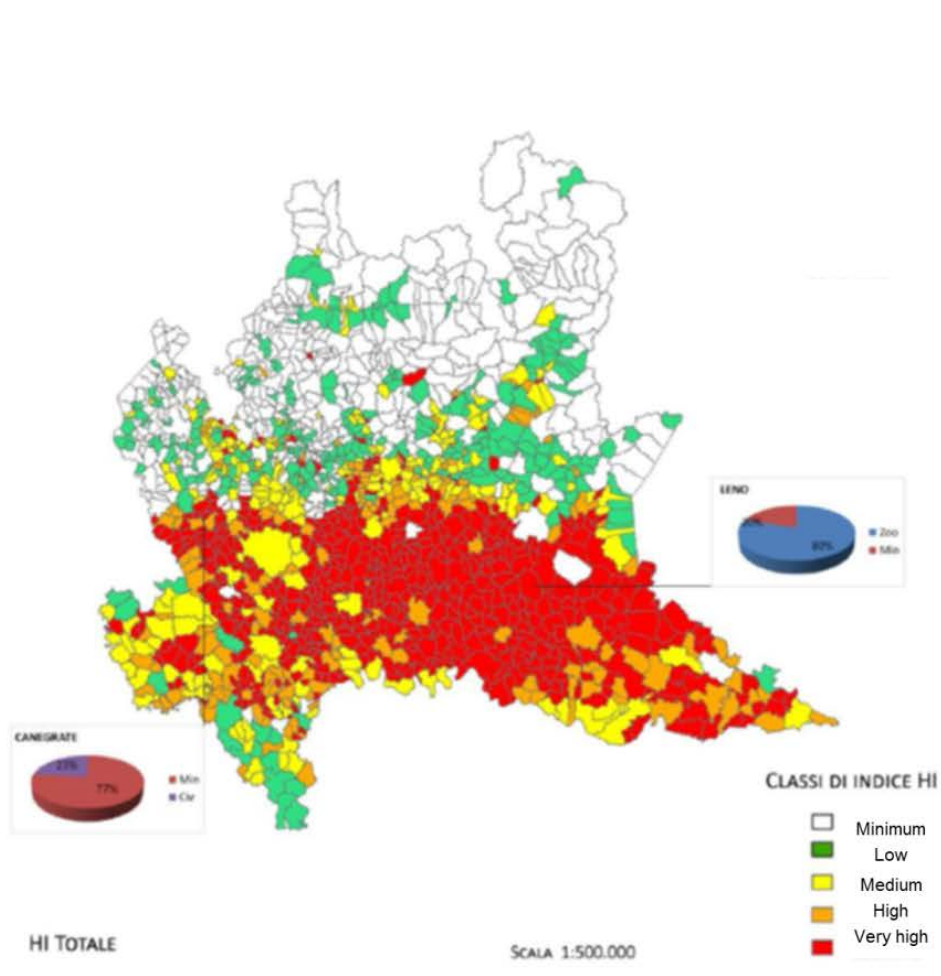 LENO
Zoo
Min
80%
CANEGRATE
23%
77%
Min
Civ
CLASSI DI INDICE HI
Minimum
Low
Medium
High
Very high
HI TOTALE
SCALA 1:500.000